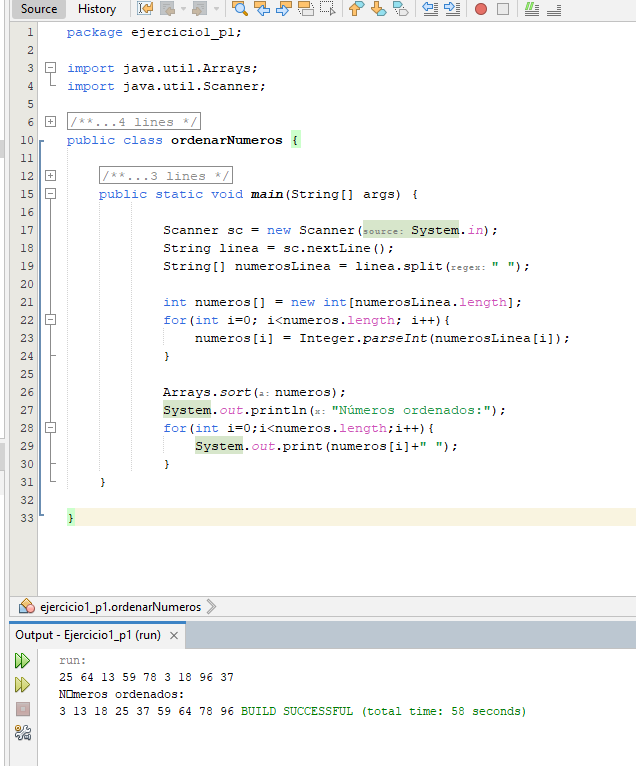 Source History
1 package ejercicio1_p1;
2
3 import java.util.Arrays;
4 import java.util.Scanner;
5
6 /**...4 lines */
10 public class ordenarNumeros {
11
12 /**...3 lines */
15 public static void main(String[] args) {
16
17 Scanner sc = new Scanner(source: System.in);
18 String linea = sc.nextLine();
19 String[] numerosLinea = linea.split(regex: " ");
20
21 int numeros[] = new int[numerosLinea.length];
22 for(int i=0; i<numeros.length; i++){
23 numeros[i] = Integer.parseInt(numerosLinea[i]);
24 }
25
26 Arrays.sort(a: numeros);
27 System.out.println(x: "Números ordenados:");
28 for(int i=0;i<numeros.length;i++){
29 System.out.print(numeros[i]+" ");
30 }
31 }
32
33 }
ejercicio1_p1.ordenarNumeros
Output - Ejercicio1_p1 (run) ×
run:
25 64 13 59 78 3 18 96 37
N□meros ordenados:
3 13 18 25 37 59 64 78 96 BUILD SUCCESSFUL (total time: 58 seconds)